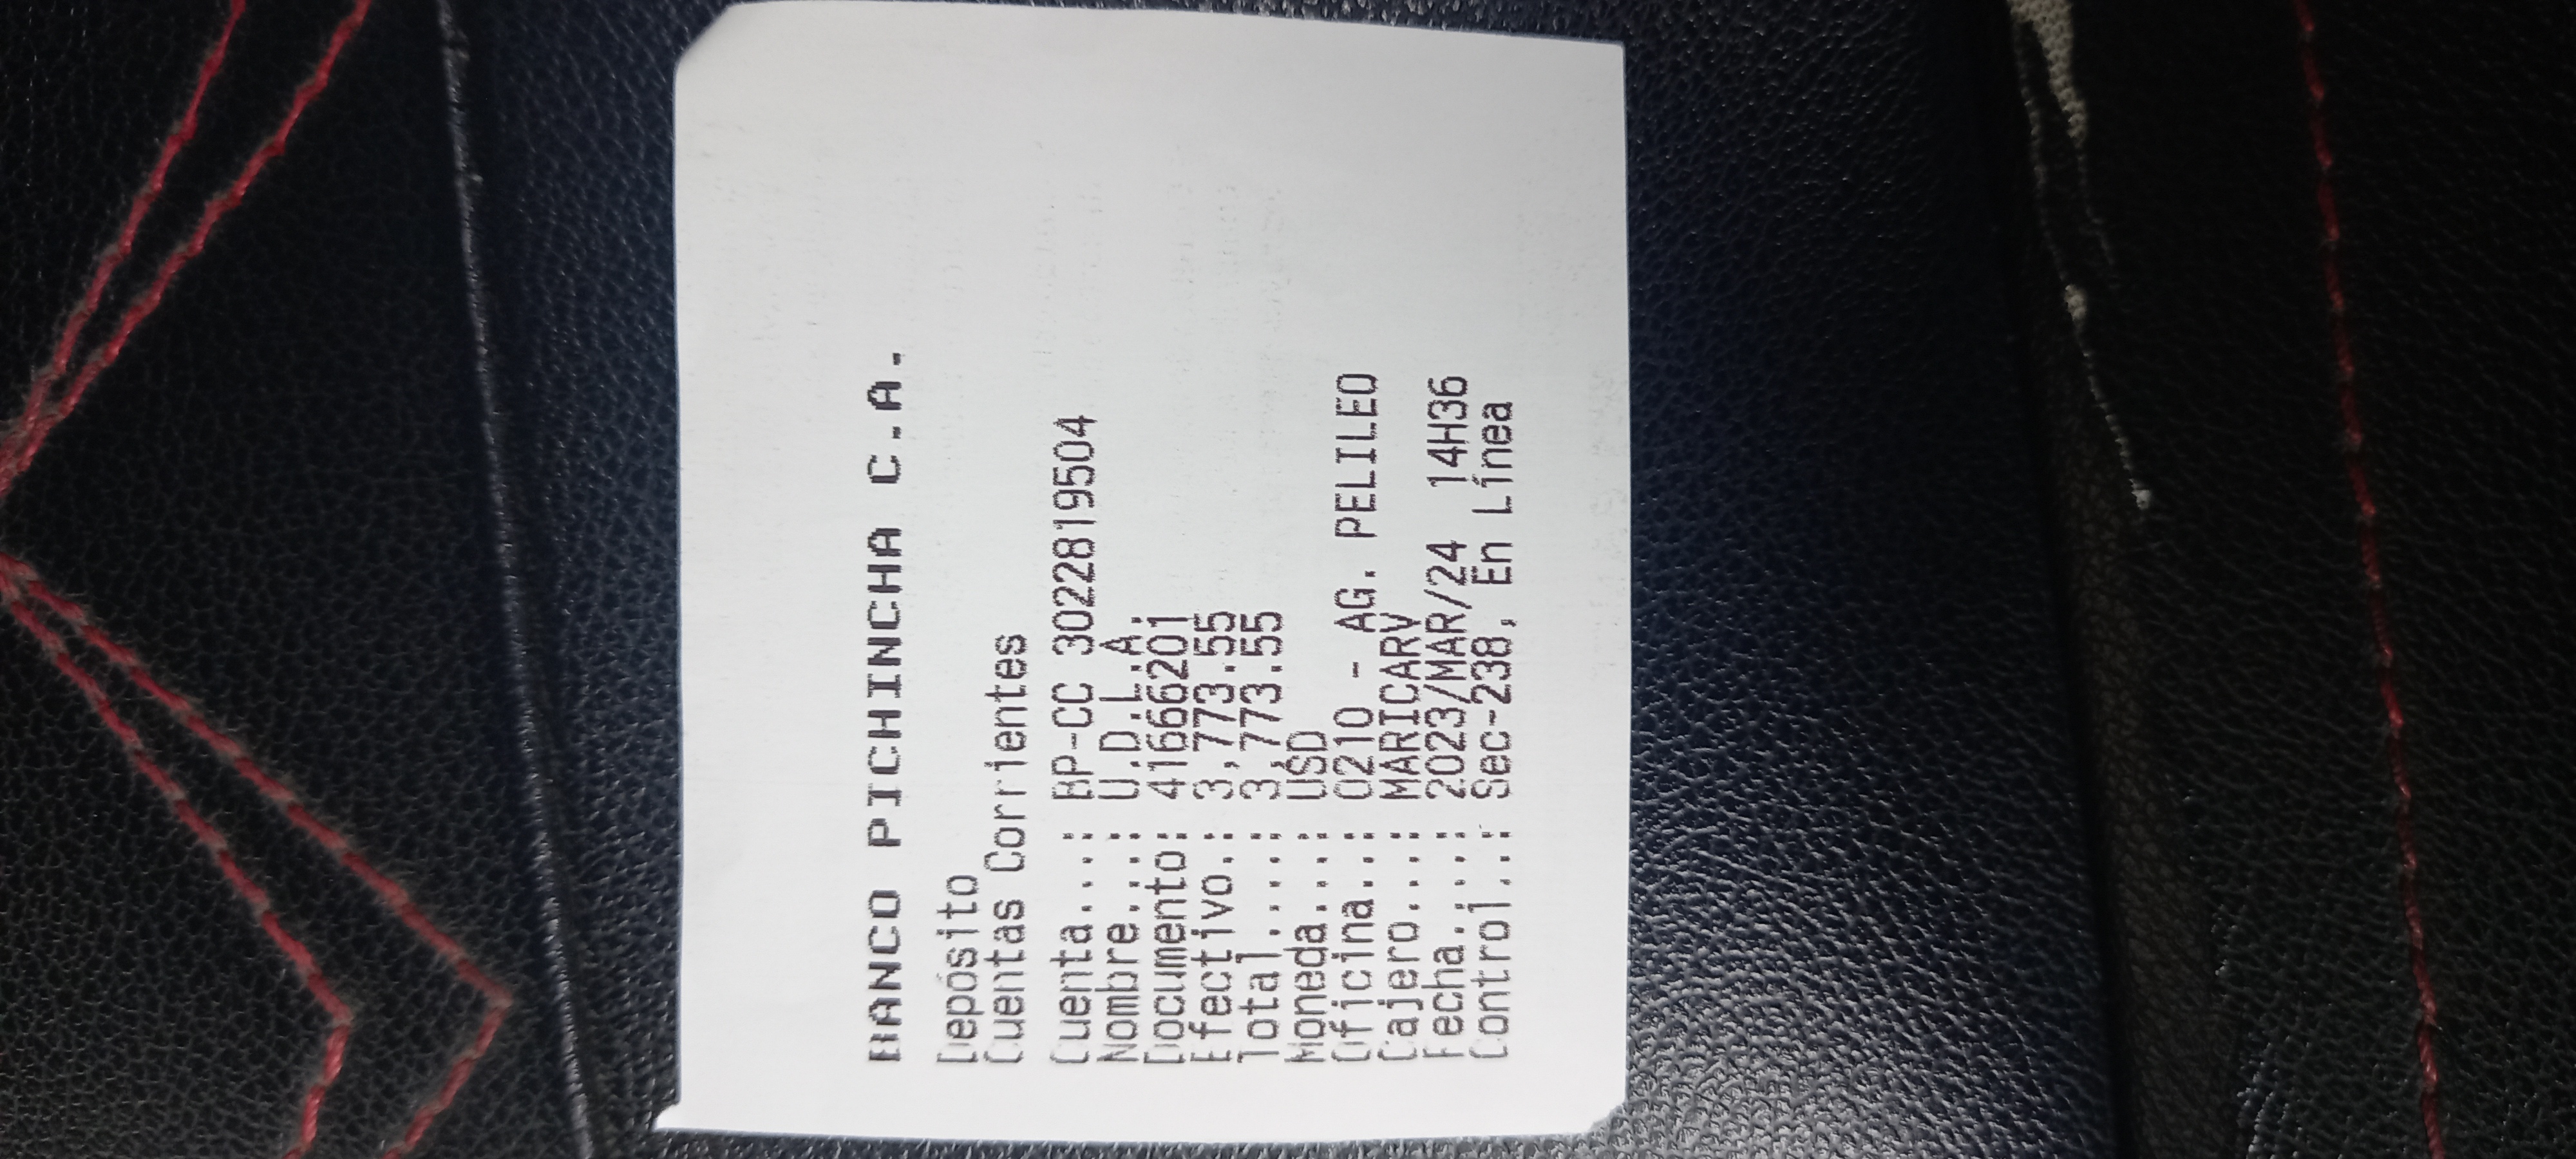 BANCO PICHINCHA C.A.
Depósito
Cuentas Corrientes
Cuenta...: BP-CC 3022819504
Nombre...: U.D.L.A.
Documento: 41666201
Efectivo.: 3,773.55
Total....: 3,773.55
Moneda...: USD
Oficina..: 0210 - AG. PELILEO
Cajero...: MARICARV
Fecha....: 2023/MAR/24 14H36
Control..: Sec-238, En Línea